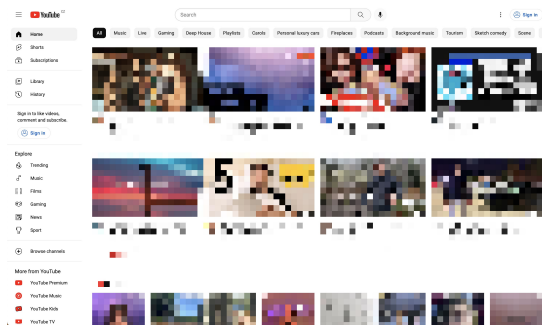 YouTube
Search
Sign in
Home
Shorts
Subscriptions
Library
History
Sign in to like videos,
comment and subscribe.
Sign in
Explore
Trending
Music
Films
Gaming
News
Sport
Browse channels
More from YouTube
YouTube Premium
YouTube Music
YouTube Kids
YouTube TV
All
Music
Live
Gaming
Deep House
Playlists
Carols
Personal luxury cars
Fireplaces
Podcasts
Background music
Tourism
Sketch comedy
Scene